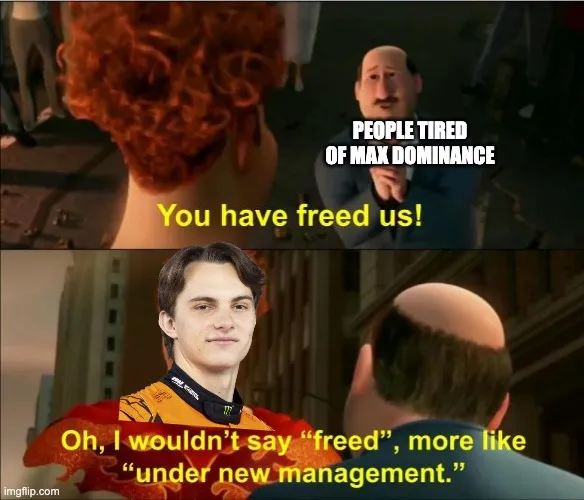 PEOPLE TIRED
OF MAX DOMINANCE
You have freed us!
Oh, I wouldn't say “freed”, more like
“under new management.”
imgflip.com